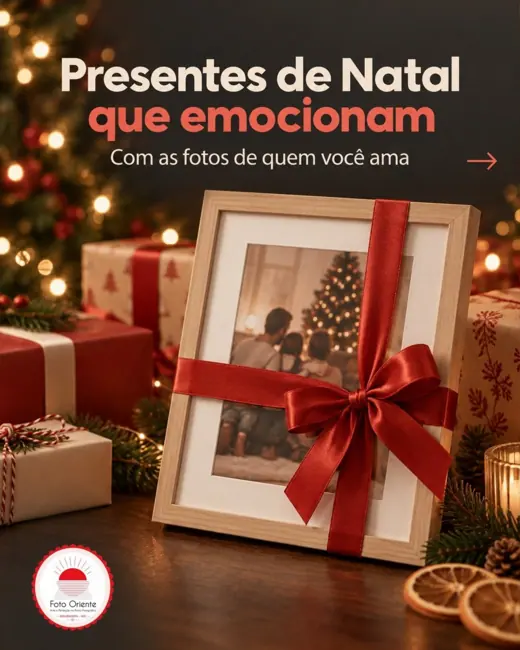 Presentes de Natal
que emocionam
Com as fotos de quem você ama
Foto Oriente